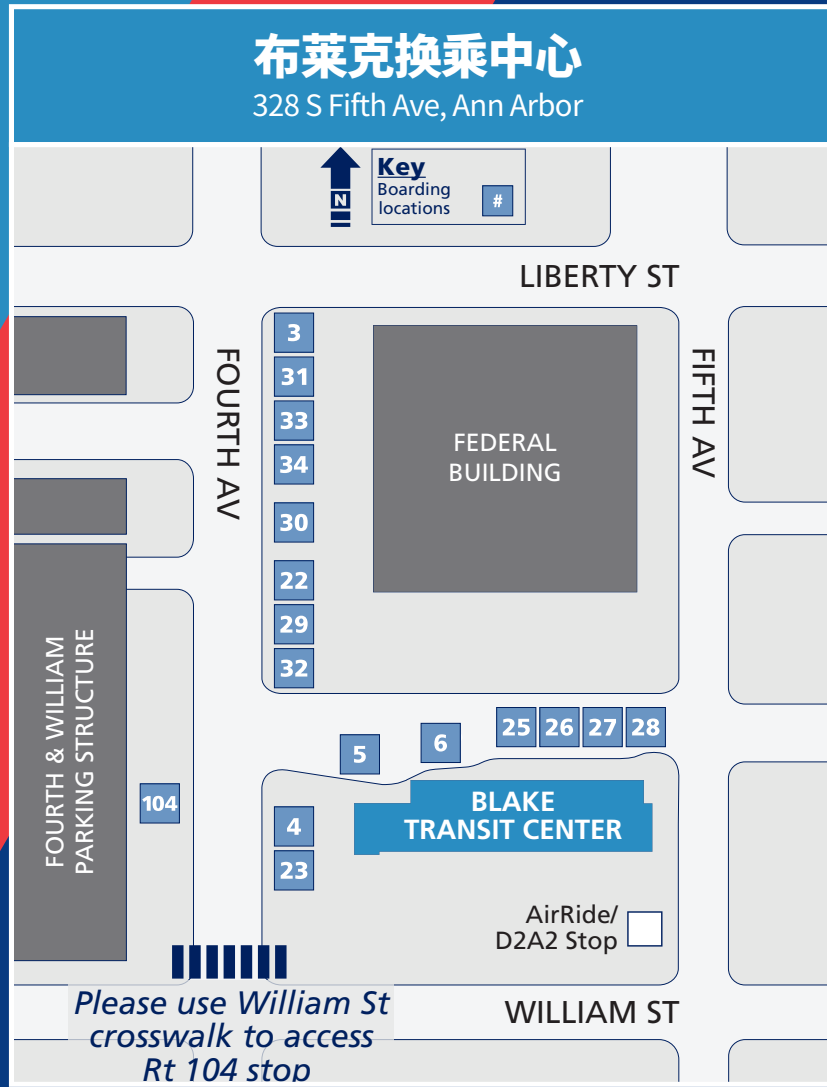 布莱克换乘中心
328 S Fifth Ave, Ann Arbor
N
Key
Boarding
locations
#
LIBERTY ST
FOURTH AV
FIFTH AV
3
31
33
34
30
22
29
32
FEDERAL
BUILDING
FOURTH & WILLIAM
PARKING STRUCTURE
104
5
6
25
26
27
28
4
23
BLAKE
TRANSIT CENTER
AirRide/
D2A2 Stop
Please use William St
crosswalk to access
Rt 104 stop
WILLIAM ST